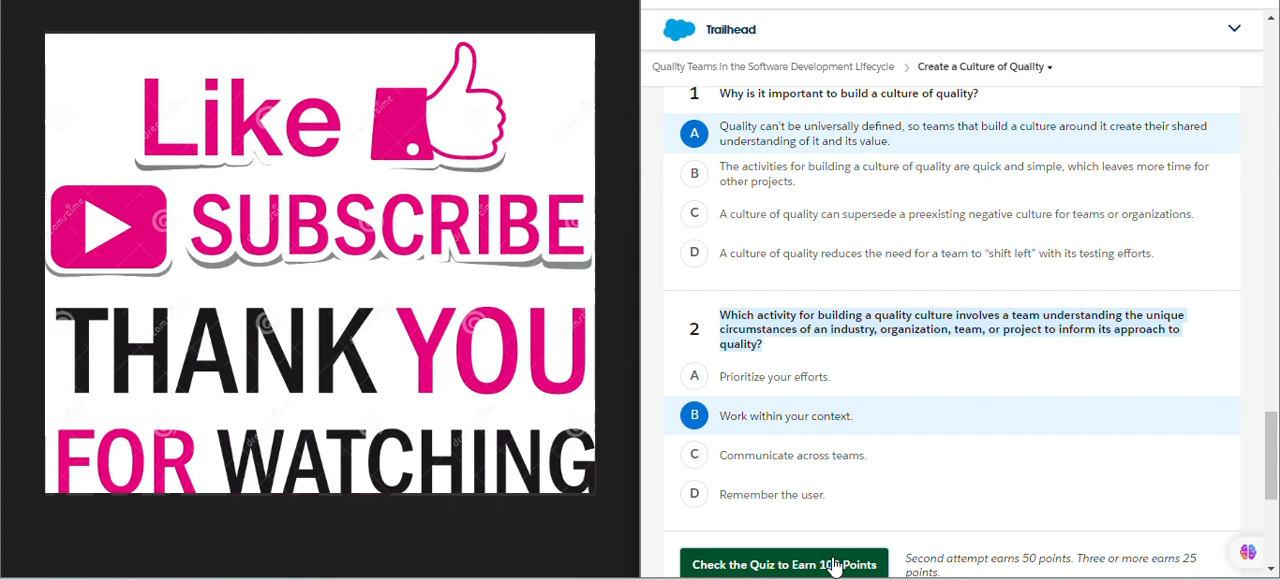 Like
SUBSCRIBE
THANK YOU
FOR WATCHING
Trailhead
Quality Teams in the Software Development Lifecycle > Create a Culture of Quality
1 Why is it important to build a culture of quality?
A Quality can't be universally defined, so teams that build a culture around it create their shared
understanding of it and its value.
B The activities for building a culture of quality are quick and simple, which leaves more time for
other projects.
C A culture of quality can supersede a preexisting negative culture for teams or organizations.
D A culture of quality reduces the need for a team to “shift left” with its testing efforts.
2 Which activity for building a quality culture involves a team understanding the unique
circumstances of an industry, organization, team, or project to inform its approach to
quality?
A Prioritize your efforts.
B Work within your context.
C Communicate across teams.
D Remember the user.
Check the Quiz to Earn Points
Second attempt earns 50 points. Three or more earns 25
points.